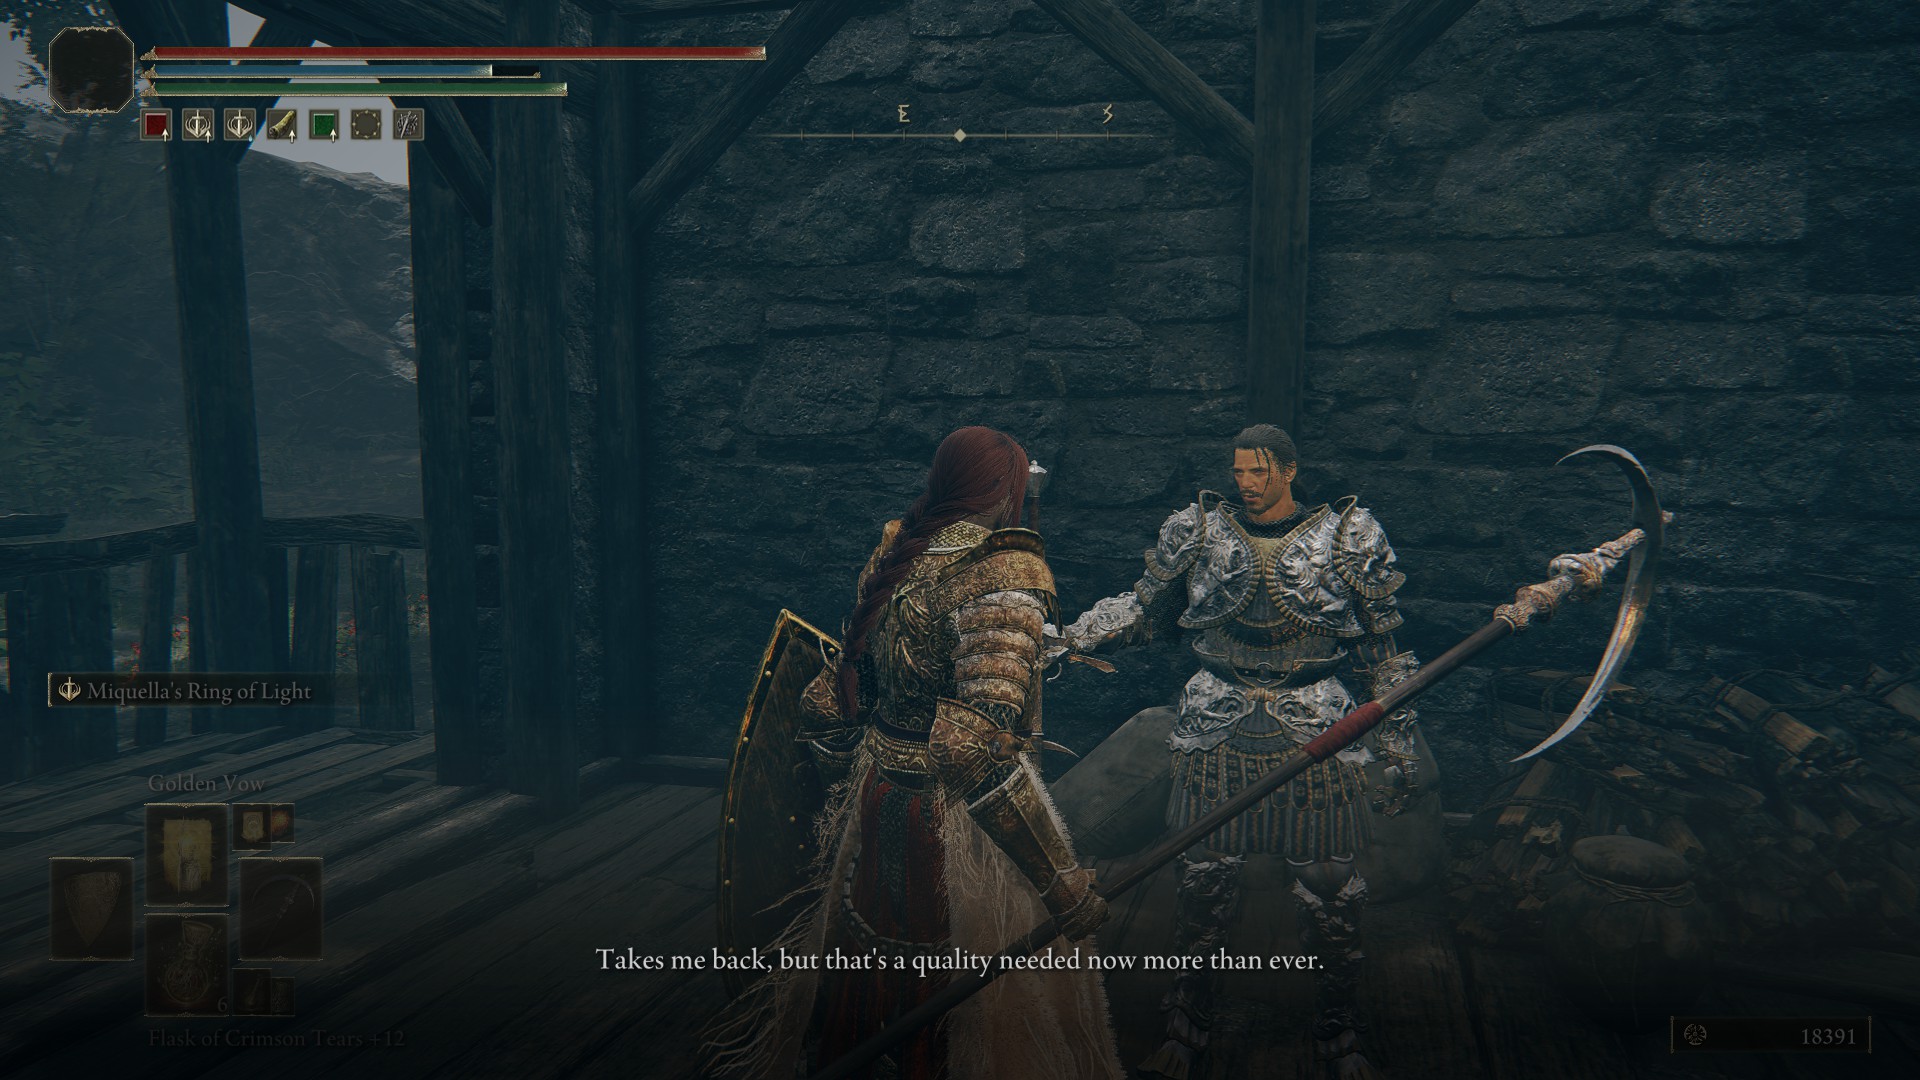 E
S
Miquella's Ring of Light
Golden Vow
6
Flask of Crimson Tears +12
Takes me back, but that's a quality needed now more than ever.
18391